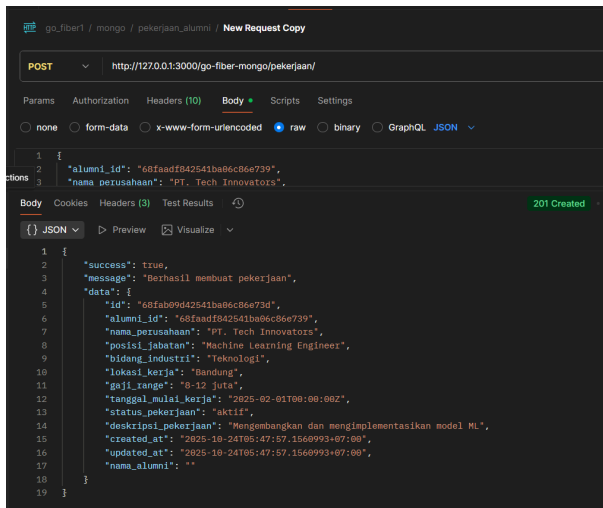 HTTP go_fiber1 / mongo / pekerjaan_alumni / New Request Copy
POST http://127.0.0.1:3000/go-fiber-mongo/pekerjaan/
Params Authorization Headers (10) Body Scripts Settings
none form-data x-www-form-urlencoded raw binary GraphQL JSON
1 {
2 "alumni_id": "68faadf842541ba06c86e739",
ctions 3 "nama_perusahaan": "PT. Tech Innovators",
Body Cookies Headers (3) Test Results 201 Created
{} JSON Preview Visualize
1 {
2 "success": true,
3 "message": "Berhasil membuat pekerjaan",
4 "data": {
5 "id": "68fab09d42541ba06c86e73d",
6 "alumni_id": "68faadf842541ba06c86e739",
7 "nama_perusahaan": "PT. Tech Innovators",
8 "posisi_jabatan": "Machine Learning Engineer",
9 "bidang_industri": "Teknologi",
10 "lokasi_kerja": "Bandung",
11 "gaji_range": "8-12 juta",
12 "tanggal_mulai_kerja": "2025-02-01T00:00:00Z",
13 "status_pekerjaan": "aktif",
14 "deskripsi_pekerjaan": "Mengembangkan dan mengimplementasikan model ML",
15 "created_at": "2025-10-24T05:47:57.1560993+07:00",
16 "updated_at": "2025-10-24T05:47:57.1560993+07:00",
17 "nama_alumni": ""
18 }
19 }